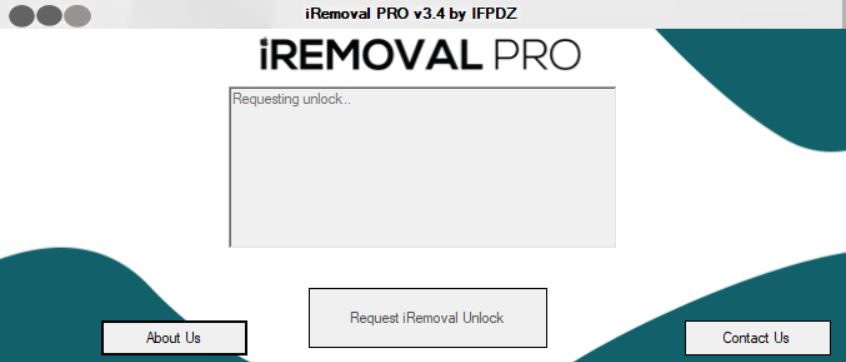 iRemoval PRO v3.4 by IFPDZ
iREMOVAL PRO
Requesting unlock..
Request iRemoval Unlock
About Us
Contact Us